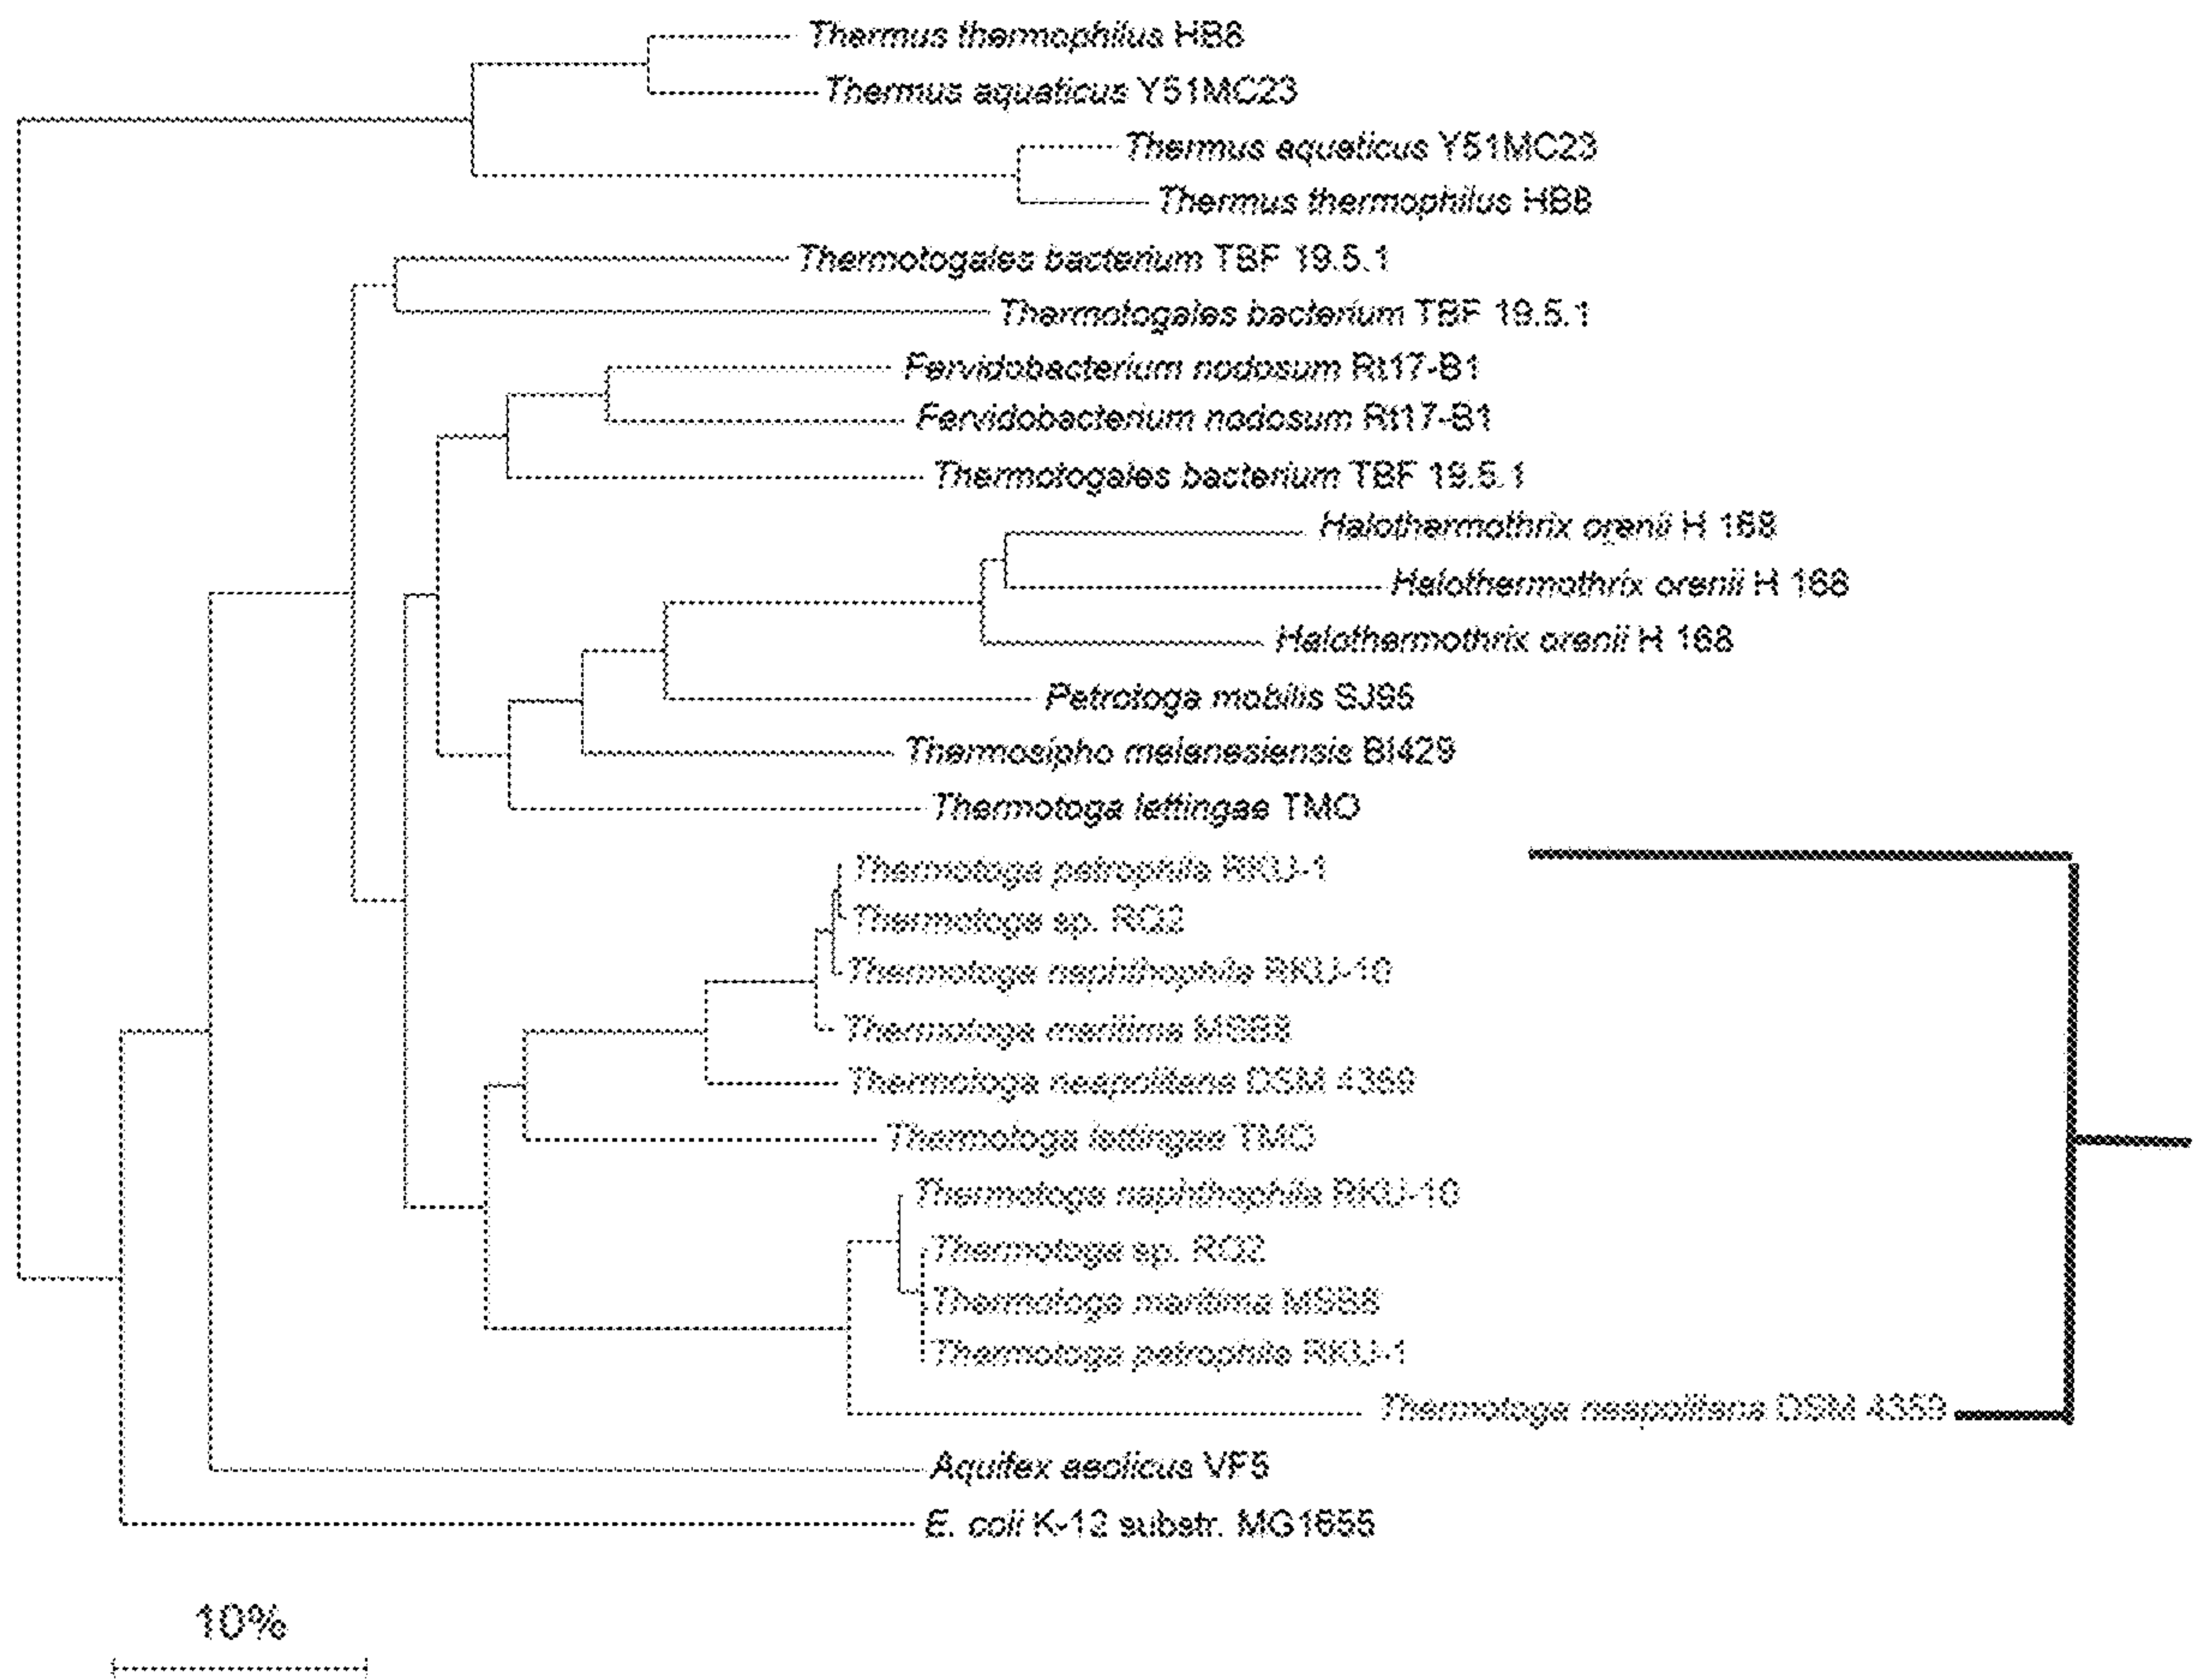 Thermus thermophilus HB8
Thermus aquaticus Y51MC23
Thermus aquaticus Y51MC23
Thermus thermophilus HB8
Thermotogales bacterium TBF 19.5.1
Thermotogales bacterium TBF 19.5.1
Fervidobacterium nodosum Rt17-B1
Fervidobacterium nodosum Rt17-B1
Thermotogales bacterium TBF 19.5.1
Halothermothrix orenii H 168
Halothermothrix orenii H 168
Halothermothrix orenii H 168
Petrotoga mobilis SJ95
Thermosipho melanesiensis BI429
Thermotoga lettingae TMO
Thermotoga petrophila RKU-1
Thermotoga sp. RQ2
Thermotoga naphthophila RKU-10
Thermotoga maritima MSB8
Thermotoga neapolitana DSM 4359
Thermotoga lettingae TMO
Thermotoga naphthophila RKU-10
Thermotoga sp. RQ2
Thermotoga maritima MSB8
Thermotoga petrophila RKU-1
Thermotoga neapolitana DSM 4359
Aquifex aeolicus VF5
E. coli K-12 substr. MG1655
10%